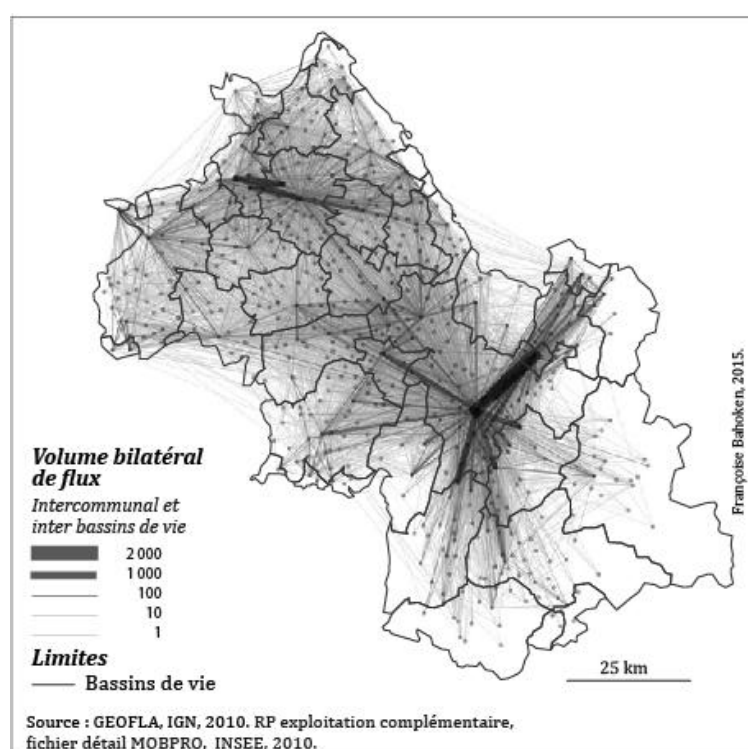 Volume bilatéral
de flux
Intercommunal et
inter bassins de vie
2 000
1 000
100
10
1
Limites
Bassins de vie
25 km
Françoise Bahoken, 2015.
Source : GEOFLA, IGN, 2010. RP exploitation complémentaire,
fichier détail MOBPRO, INSEE, 2010.